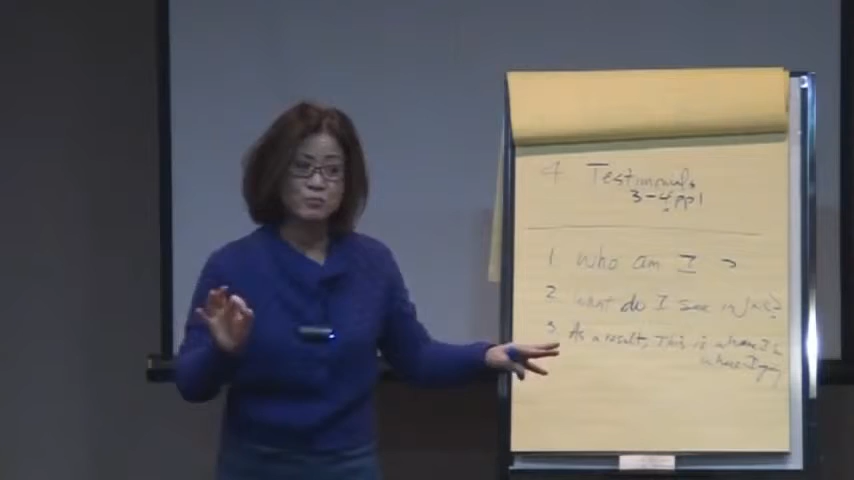 4 Testimonials
3-4 ppl
1 Who am I ?
2 What do I see in
3 As a result, This is where I
where I